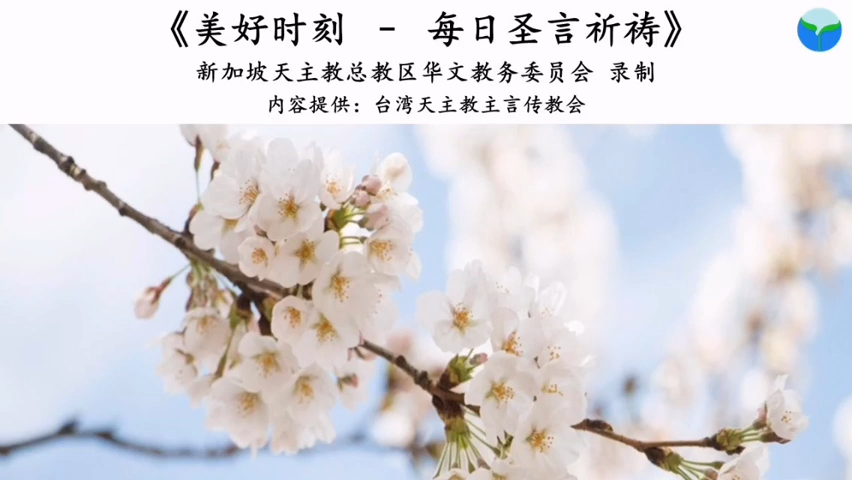 《美好时刻 - 每日圣言祈祷》
新加坡天主教总教区华文教务委员会 录制
内容提供：台湾天主教主言传教会